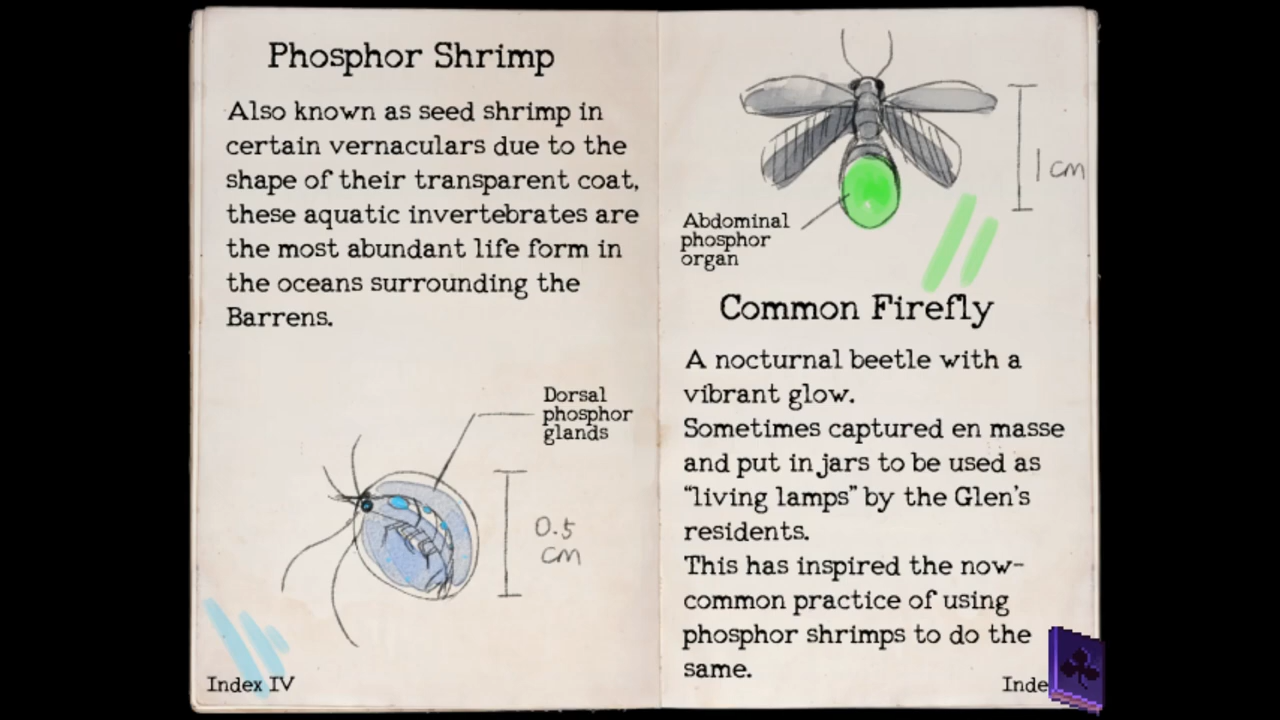 Phosphor Shrimp
Also known as seed shrimp in
certain vernaculars due to the
shape of their transparent coat,
these aquatic invertebrates are
the most abundant life form in
the oceans surrounding the
Barrens.
Dorsal
phosphor
glands
0.5
cm
Index IV
1 cm
Abdominal
phosphor
organ
Common Firefly
A nocturnal beetle with a
vibrant glow.
Sometimes captured en masse
and put in jars to be used as
“living lamps” by the Glen's
residents.
This has inspired the now-
common practice of using
phosphor shrimps to do the
same.